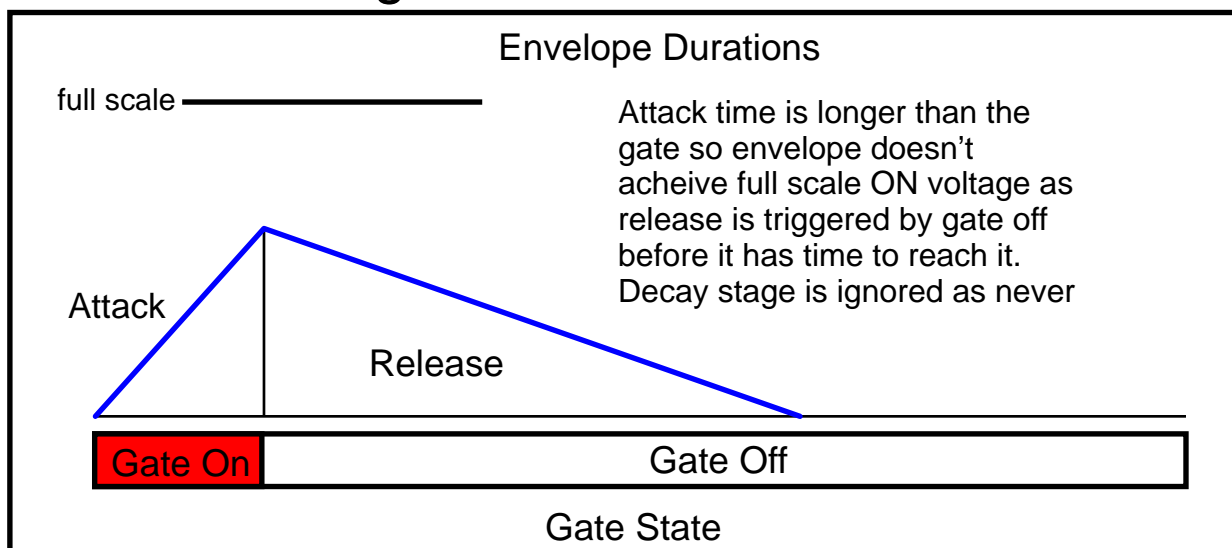 Envelope Durations
full scale
Attack time is longer than the
gate so envelope doesn't
acheive full scale ON voltage as
release is triggered by gate off
before it has time to reach it.
Decay stage is ignored as never
Attack
Release
Gate On
Gate Off
Gate State